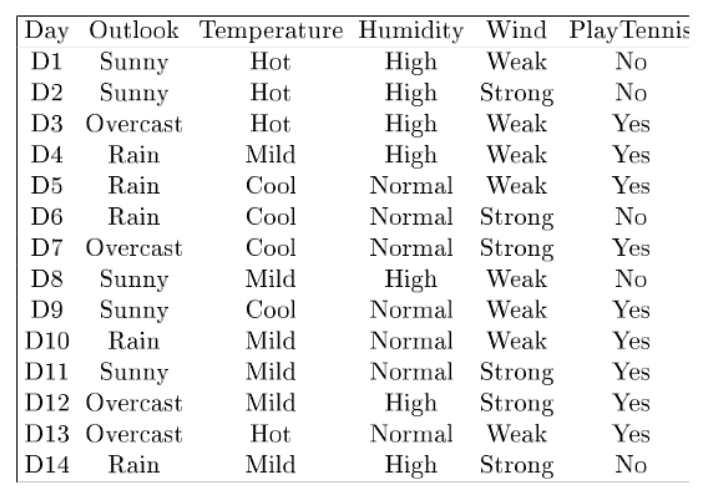 Day Outlook Temperature Humidity Wind PlayTennis
D1 Sunny Hot High Weak No
D2 Sunny Hot High Strong No
D3 Overcast Hot High Weak Yes
D4 Rain Mild High Weak Yes
D5 Rain Cool Normal Weak Yes
D6 Rain Cool Normal Strong No
D7 Overcast Cool Normal Strong Yes
D8 Sunny Mild High Weak No
D9 Sunny Cool Normal Weak Yes
D10 Rain Mild Normal Weak Yes
D11 Sunny Mild Normal Strong Yes
D12 Overcast Mild High Strong Yes
D13 Overcast Hot Normal Weak Yes
D14 Rain Mild High Strong No